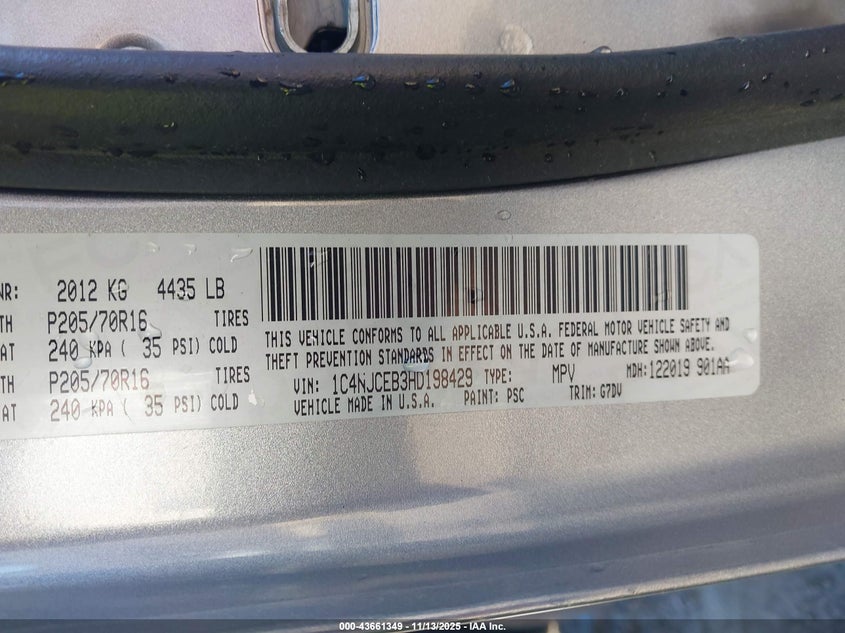 WR: 2012 KG 4435 LB
TH P205/70R16 TIRES
AT 240 KPA ( 35 PSI) COLD
P205/70R16 TIRES
AT 240 KPA ( 35 PSI) COLD
THIS VEHICLE CONFORMS TO ALL APPLICABLE U.S.A. FEDERAL MOTOR VEHICLE SAFETY AND
THEFT PREVENTION STANDARDS IN EFFECT ON THE DATE OF MANUFACTURE SHOWN ABOVE.
VIN: 1C4NJCEB3HD198429 TYPE: MPV MDH:122019 901AA
VEHICLE MADE IN U.S.A. PAINT: PSC TRIM: G7DV
000-43661349 - 11/13/2025 - IAA Inc.